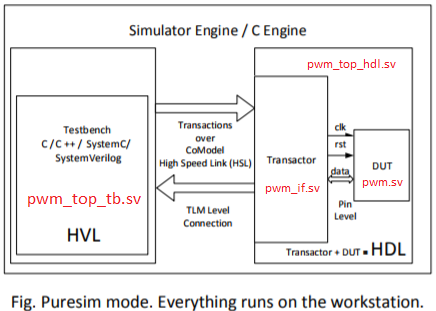 Simulator Engine / C Engine
Testbench
C /C ++ / SystemC/
SystemVerilog
pwm_top_tb.sv
HVL
Transactions
over
CoModel
High Speed Link (HSL)
TLM Level
Connection
pwm_top_hdl.sv
Transactor
pwm_if.sv
clk
rst
data
Pin
Level
DUT
pwm.sv
Transactor + DUT = HDL
Fig. Puresim mode. Everything runs on the workstation.